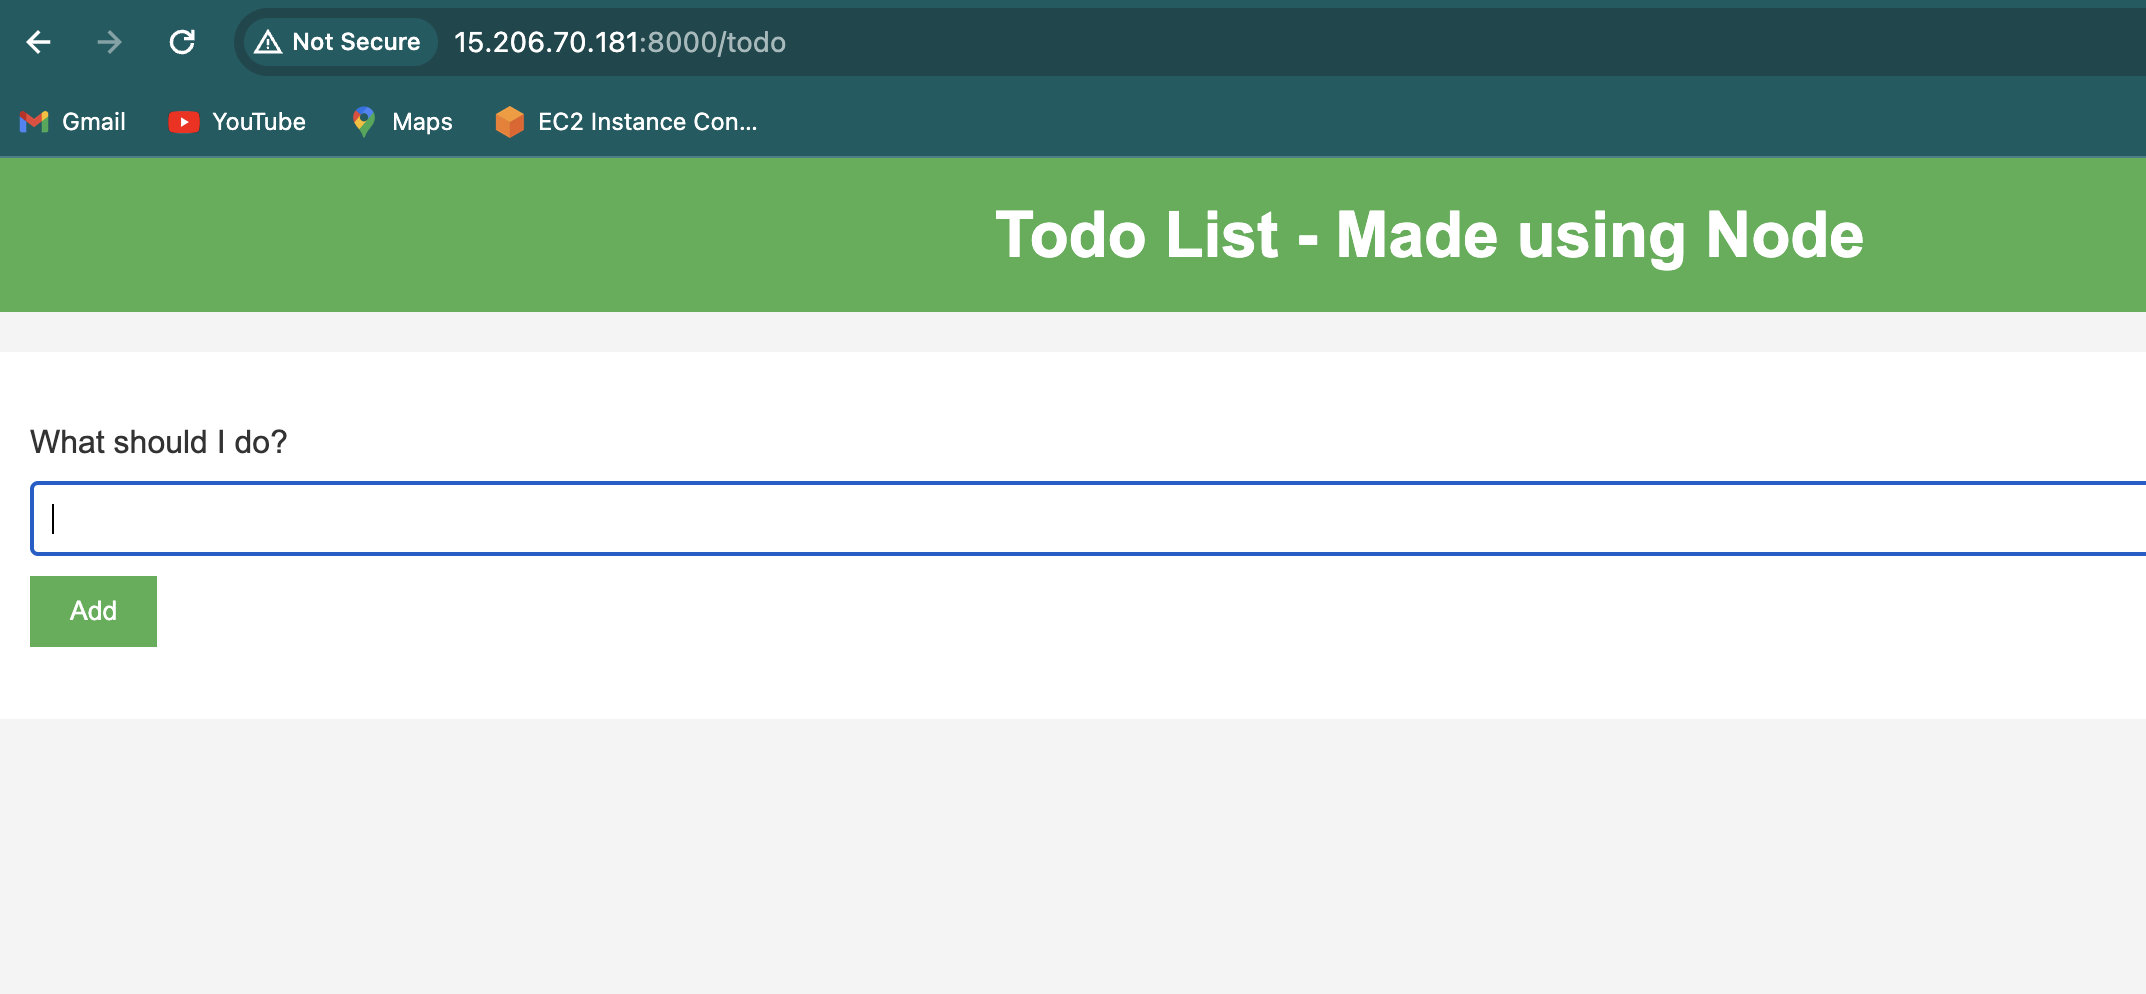 Not Secure 15.206.70.181:8000/todo
Gmail YouTube Maps EC2 Instance Con...
Todo List - Made using Node
What should I do?
Add